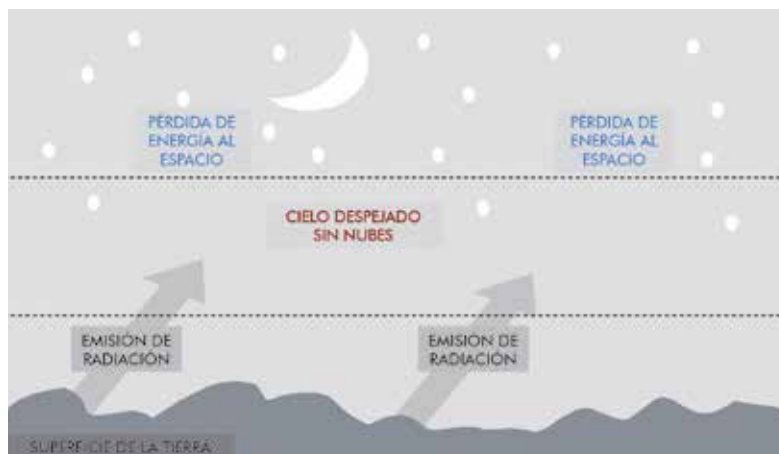 PÉRDIDA DE
ENERGÍA AL
ESPACIO
PÉRDIDA DE
ENERGÍA AL
ESPACIO
CIELO DESPEJADO
SIN NUBES
EMISIÓN DE
RADIACIÓN
EMISIÓN DE
RADIACIÓN
SUPERFICIE DE LA TIERRA